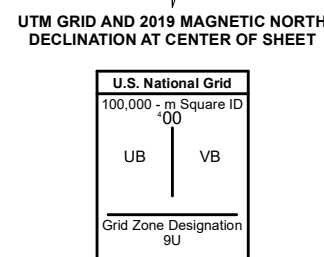 UTM GRID AND 2019 MAGNETIC NORTH
DECLINATION AT CENTER OF SHEET
U.S. National Grid
100,000 - m Square ID
⁴00
UB VB
Grid Zone Designation
9U